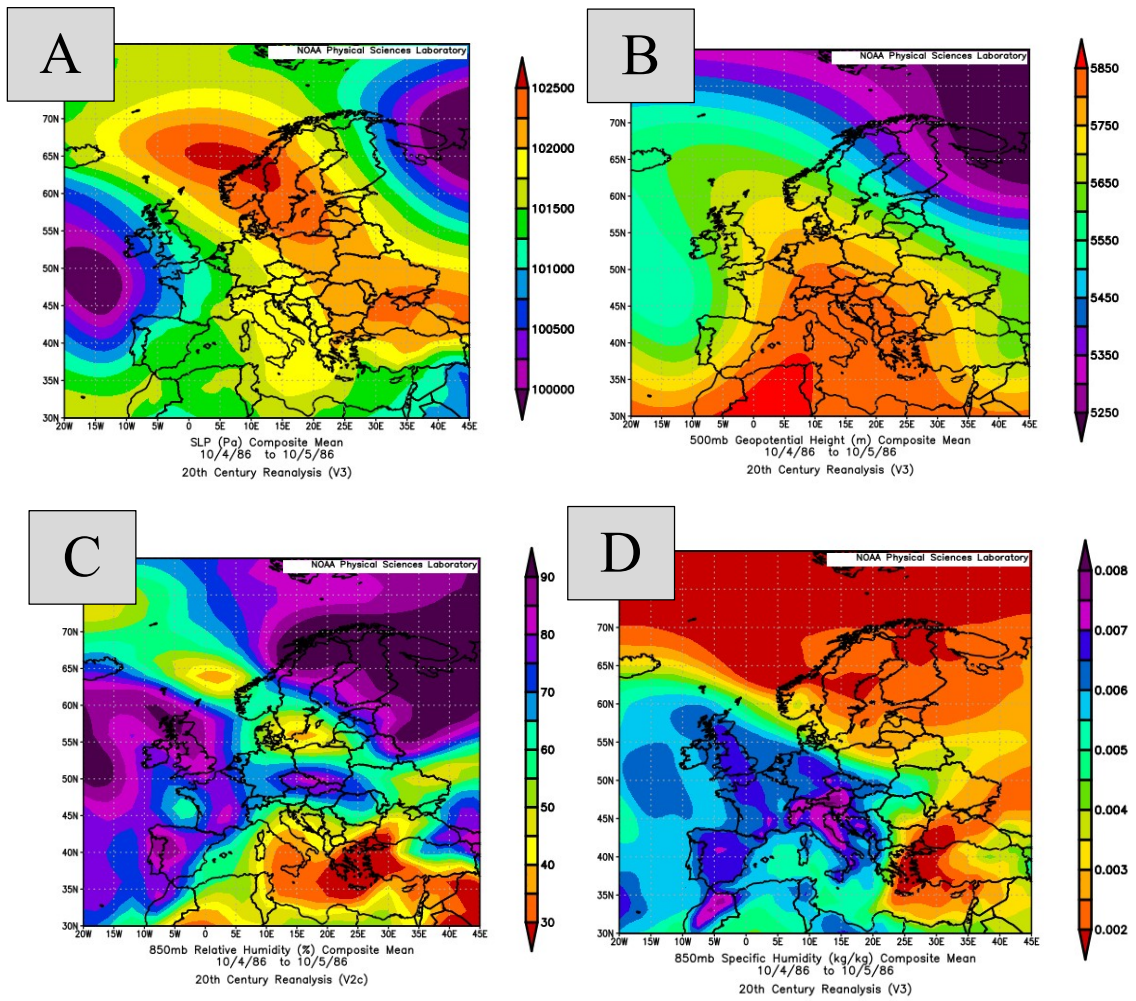 A
NOAA Physical Sciences Laboratory
70N
65N
60N
55N
50N
45N
40N
35N
30N
20W 15W 10W 5W 0 5E 10E 15E 20E 25E 30E 35E 40E 45E
102500
102000
101500
101000
100500
100000
SLP (Pa) Composite Mean
10/4/86 to 10/5/86
20th Century Reanalysis (V3)
B
NOAA Physical Sciences Laboratory
70N
65N
60N
55N
50N
45N
40N
35N
30N
20W 15W 10W 5W 0 5E 10E 15E 20E 25E 30E 35E 40E 45E
5850
5750
5650
5550
5450
5350
5250
500mb Geopotential Height (m) Composite Mean
10/4/86 to 10/5/86
20th Century Reanalysis (V3)
C
NOAA Physical Sciences Laboratory
70N
65N
60N
55N
50N
45N
40N
35N
30N
20W 15W 10W 5W 0 5E 10E 15E 20E 25E 30E 35E 40E 45E
90
80
70
60
50
40
30
850mb Relative Humidity (%) Composite Mean
10/4/86 to 10/5/86
20th Century Reanalysis (V2c)
D
NOAA Physical Sciences Laboratory
70N
65N
60N
55N
50N
45N
40N
35N
30N
20W 15W 10W 5W 0 5E 10E 15E 20E 25E 30E 35E 40E 45E
0.008
0.007
0.006
0.005
0.004
0.003
0.002
850mb Specific Humidity (kg/kg) Composite Mean
10/4/86 to 10/5/86
20th Century Reanalysis (V3)